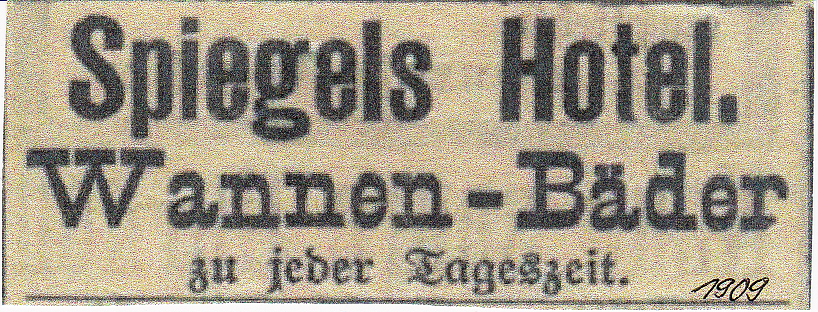 Spiegels Hotel.
Wannen-Bäder
zu jeder Tageszeit.
1909